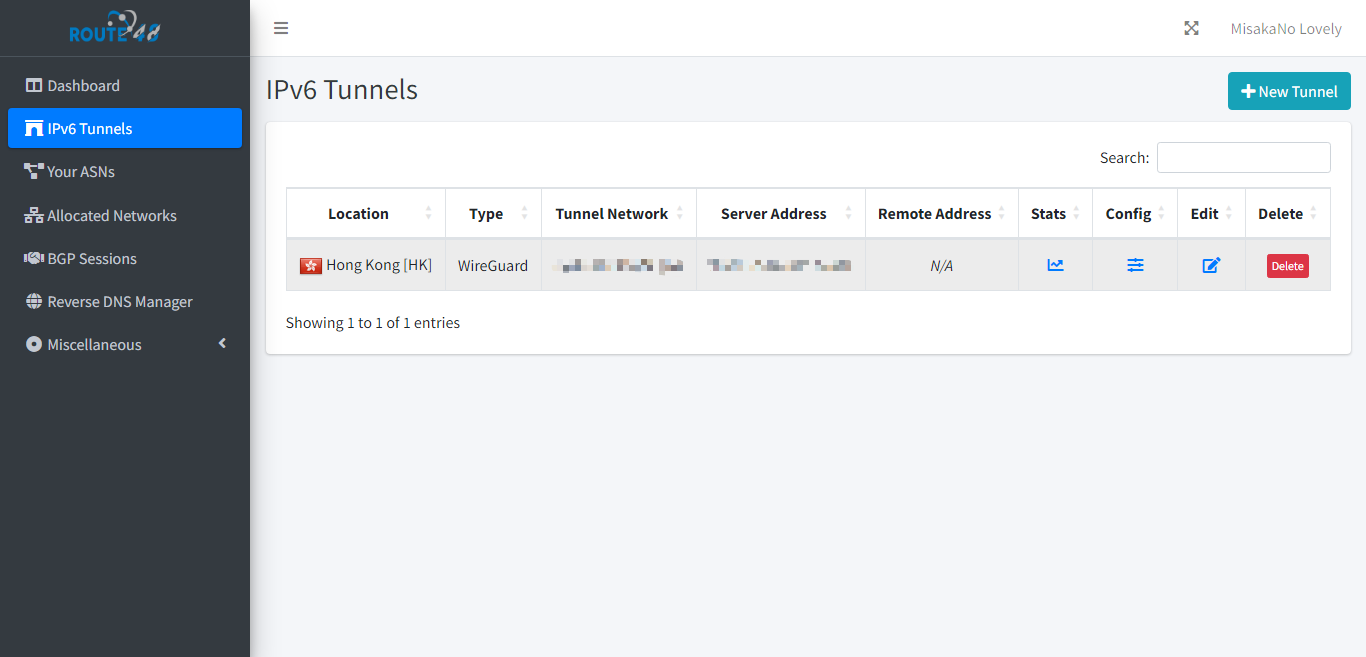 ROUTE48
MisakaNo Lovely
Dashboard
IPv6 Tunnels
Your ASNs
Allocated Networks
BGP Sessions
Reverse DNS Manager
Miscellaneous
IPv6 Tunnels
New Tunnel
Search:
Location Type Tunnel Network Server Address Remote Address Stats Config Edit Delete
Hong Kong [HK] WireGuard N/A Delete
Showing 1 to 1 of 1 entries